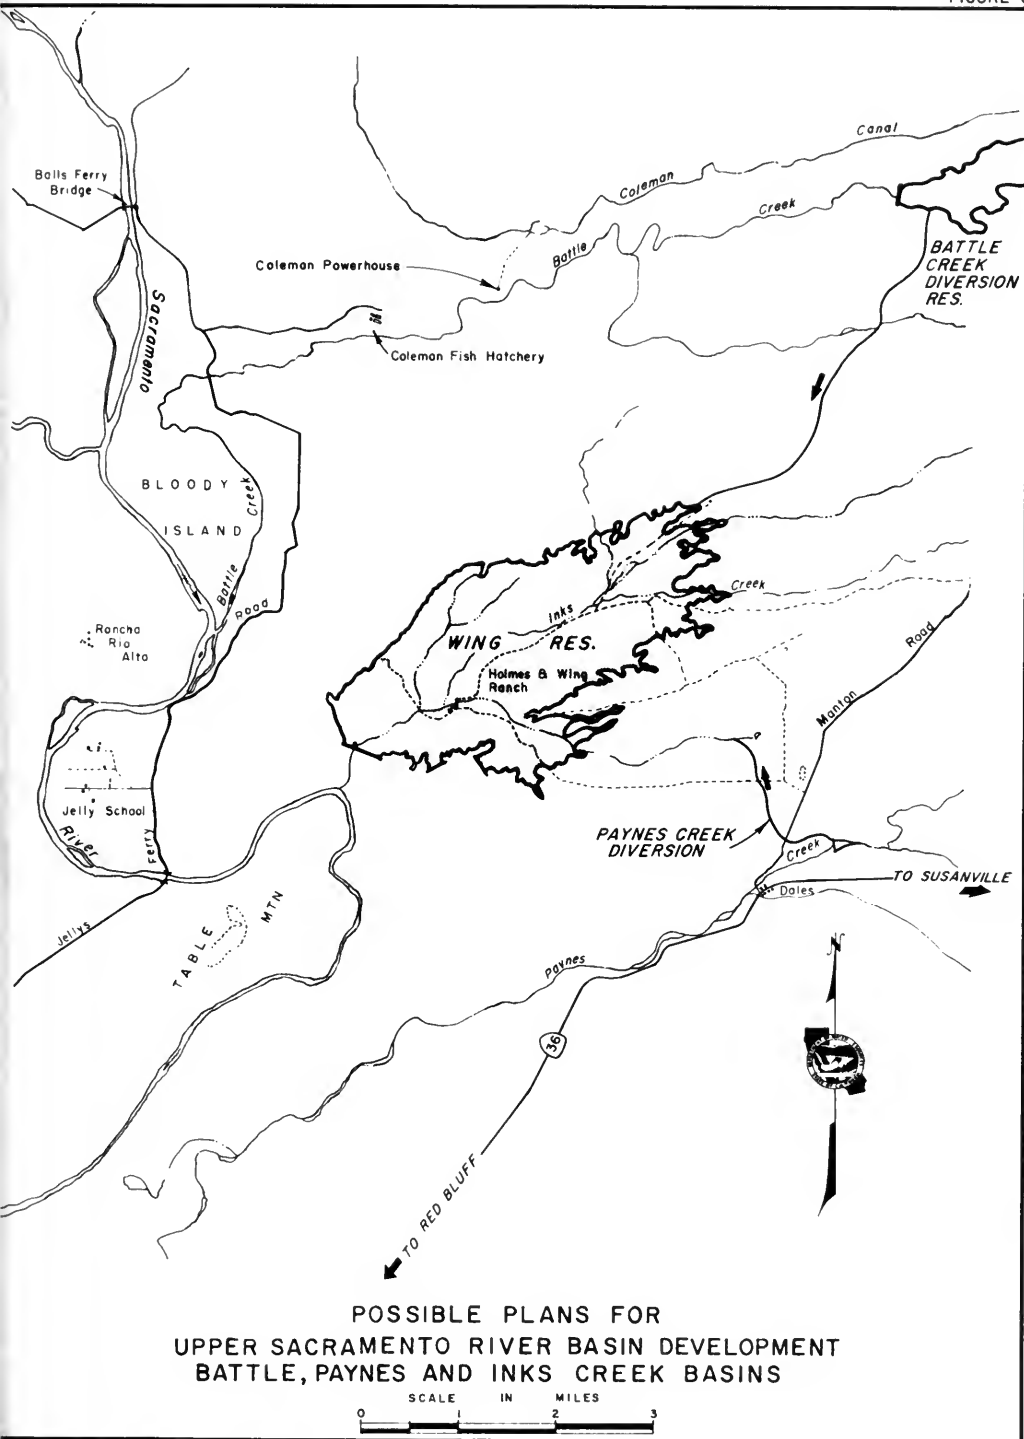 FIGURE
Canal
Coleman
Balls Ferry
Bridge
Creek
Battle
BATTLE
CREEK
DIVERSION
RES.
Coleman Powerhouse
Sacramento
Coleman Fish Hatchery
BLOODY
ISLAND
Creek
Battle
Road
Creek
Inks
Rancho
Rio
Alto
WING RES.
Holmes & Wing
Ranch
Road
Manton
Jelly School
River
Ferry
PAYNES CREEK
DIVERSION
Creek
TO SUSANVILLE
Dales
TABLE MTN
Jellys
Paynes
N
36
TO RED BLUFF
POSSIBLE PLANS FOR
UPPER SACRAMENTO RIVER BASIN DEVELOPMENT
BATTLE, PAYNES AND INKS CREEK BASINS
SCALE IN MILES
0 1 2 3